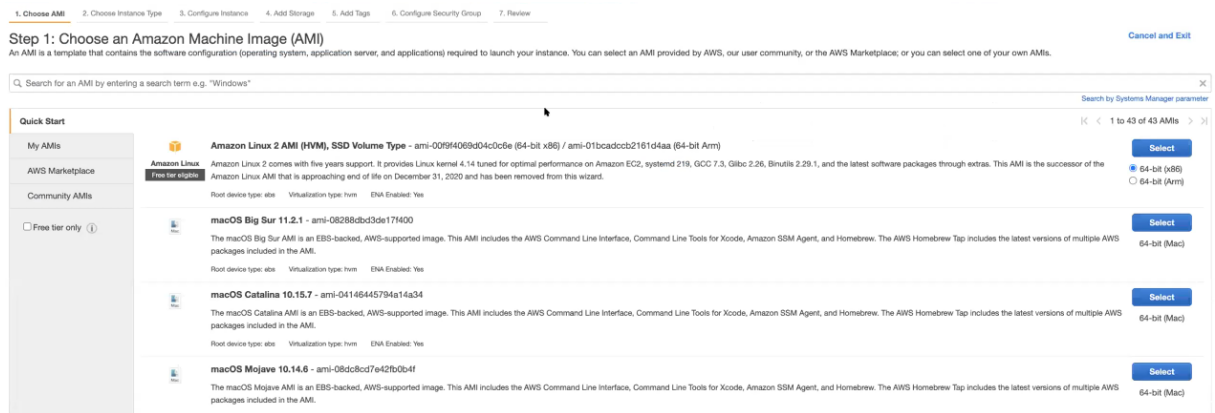 1. Choose AMI 2. Choose Instance Type 3. Configure Instance 4. Add Storage 5. Add Tags 6. Configure Security Group 7. Review
Step 1: Choose an Amazon Machine Image (AMI)
Cancel and Exit
An AMI is a template that contains the software configuration (operating system, application server, and applications) required to launch your instance. You can select an AMI provided by AWS, our user community, or the AWS Marketplace; or you can select one of your own AMIs.
Search for an AMI by entering a search term e.g. "Windows"
Search by Systems Manager parameter
Quick Start
1 to 43 of 43 AMIs
My AMIs
AWS Marketplace
Community AMIs
Free tier only
Amazon Linux
Free tier eligible
Amazon Linux 2 AMI (HVM), SSD Volume Type - ami-00f9f4069d04c0c6e (64-bit x86) / ami-01bcadccb2161d4aa (64-bit Arm)
Amazon Linux 2 comes with five years support. It provides Linux kernel 4.14 tuned for optimal performance on Amazon EC2, systemd 219, GCC 7.3, Glibc 2.26, Binutils 2.29.1, and the latest software packages through extras. This AMI is the successor of the
Amazon Linux AMI that is approaching end of life on December 31, 2020 and has been removed from this wizard.
Root device type: ebs Virtualization type: hvm ENA Enabled: Yes
Select
64-bit (x86)
64-bit (Arm)
Mac
macOS Big Sur 11.2.1 - ami-08288dbd3de17f400
The macOS Big Sur AMI is an EBS-backed, AWS-supported image. This AMI includes the AWS Command Line Interface, Command Line Tools for Xcode, Amazon SSM Agent, and Homebrew. The AWS Homebrew Tap includes the latest versions of multiple AWS
packages included in the AMI.
Root device type: ebs Virtualization type: hvm ENA Enabled: Yes
Select
64-bit (Mac)
Mac
macOS Catalina 10.15.7 - ami-04146445794a14a34
The macOS Catalina AMI is an EBS-backed, AWS-supported image. This AMI includes the AWS Command Line Interface, Command Line Tools for Xcode, Amazon SSM Agent, and Homebrew. The AWS Homebrew Tap includes the latest versions of multiple AWS
packages included in the AMI.
Root device type: ebs Virtualization type: hvm ENA Enabled: Yes
Select
64-bit (Mac)
Mac
macOS Mojave 10.14.6 - ami-08dc8cd7e42fb0b4f
The macOS Mojave AMI is an EBS-backed, AWS-supported image. This AMI includes the AWS Command Line Interface, Command Line Tools for Xcode, Amazon SSM Agent, and Homebrew. The AWS Homebrew Tap includes the latest versions of multiple AWS
packages included in the AMI.
Select
64-bit (Mac)